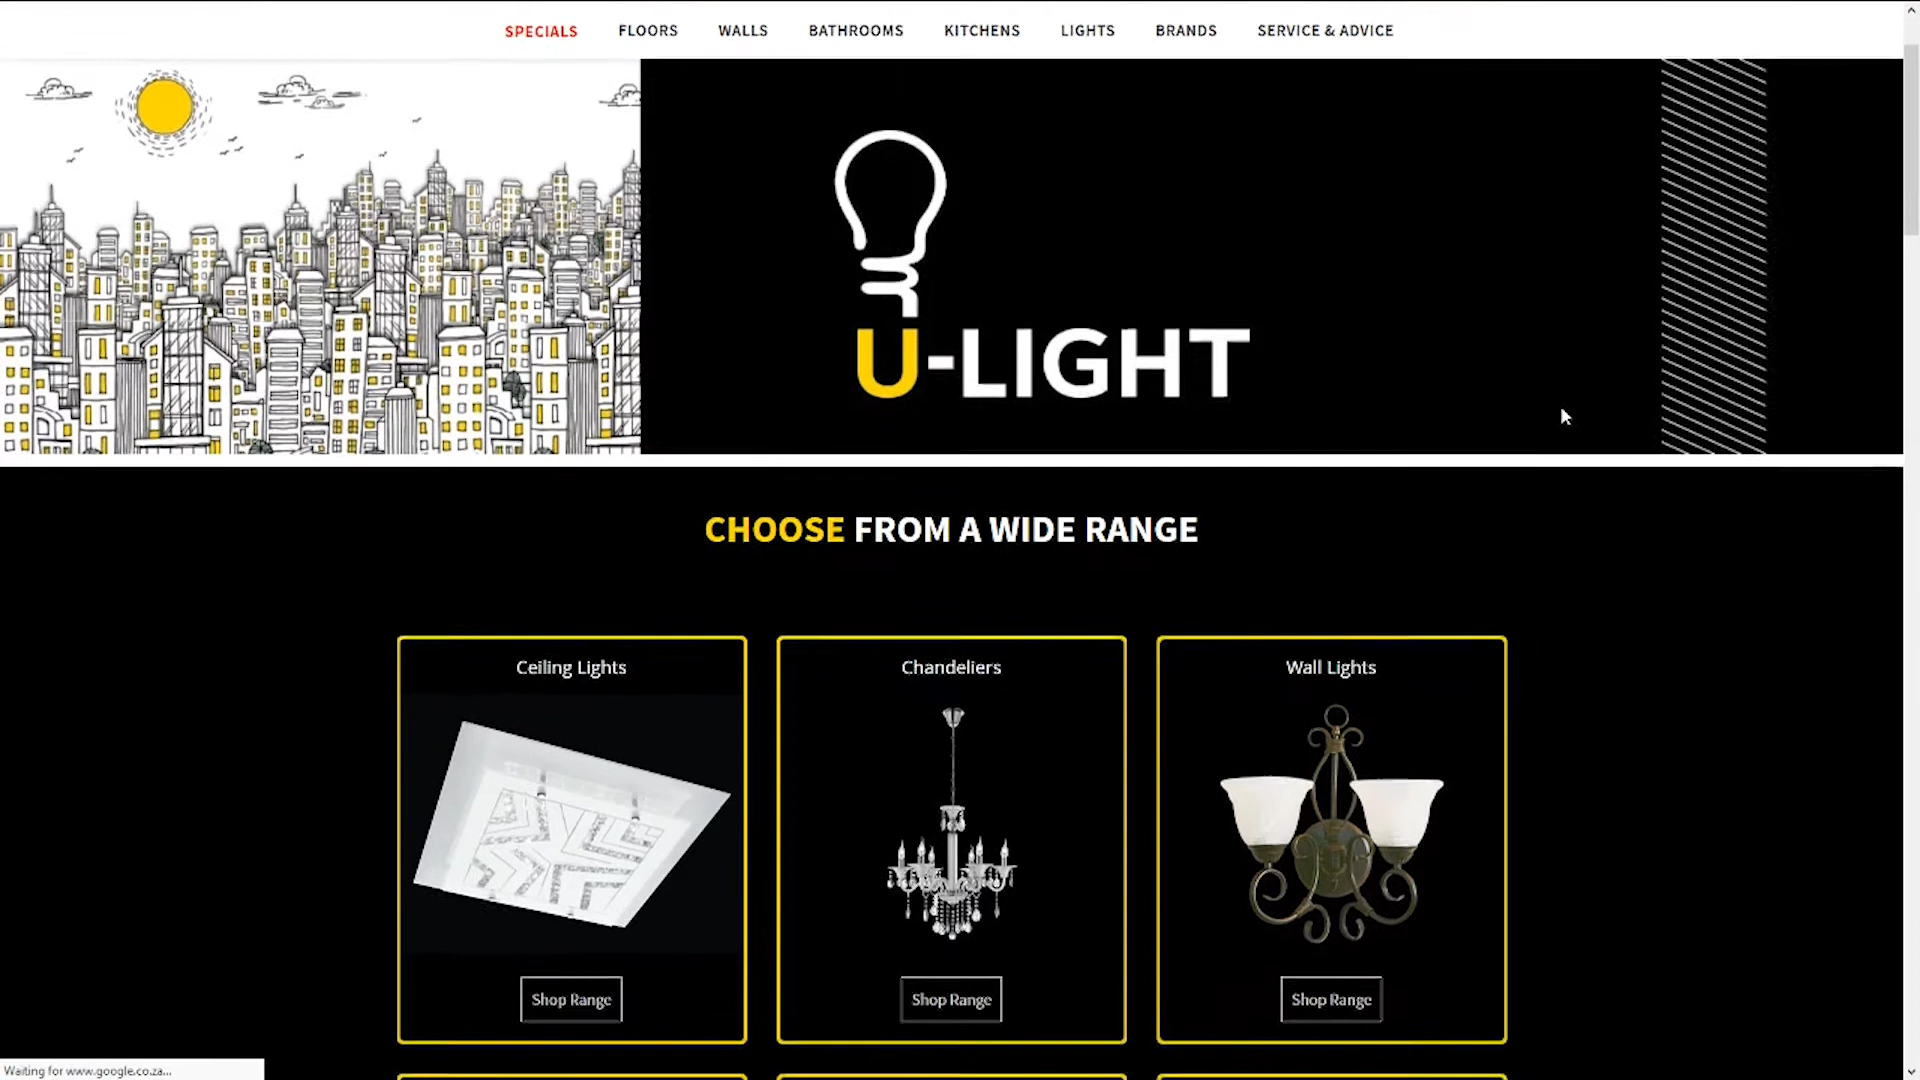 SPECIALS FLOORS WALLS BATHROOMS KITCHENS LIGHTS BRANDS SERVICE & ADVICE
U-LIGHT
CHOOSE FROM A WIDE RANGE
Ceiling Lights Chandeliers Wall Lights
Shop Range Shop Range Shop Range
Waiting for www.google.co.za...